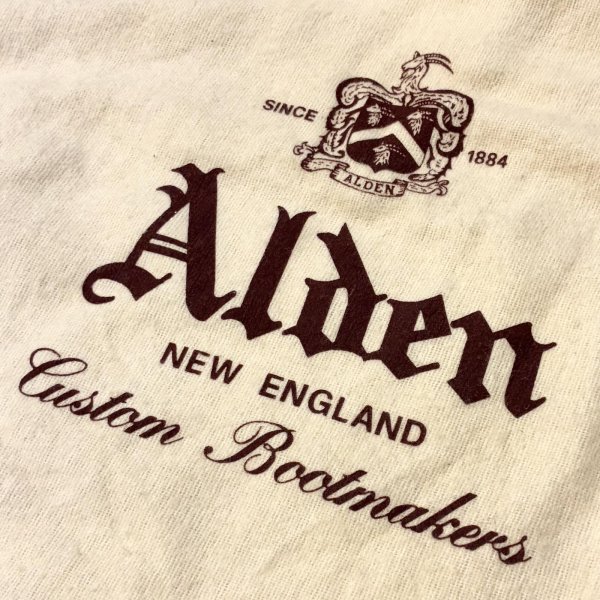 SINCE 1884
ALDEN
Alden
NEW ENGLAND
Custom Bootmakers